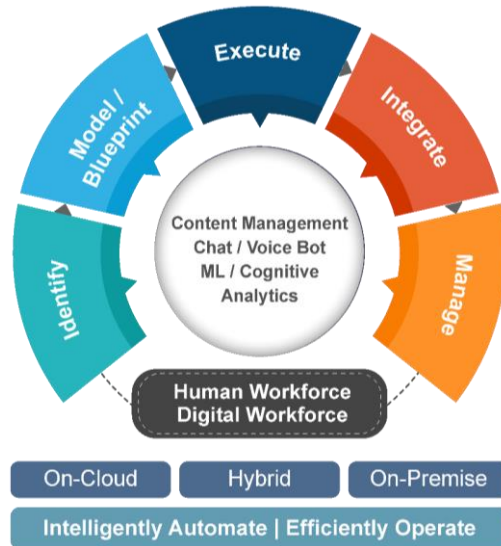 Identify
Model /
Blueprint
Execute
Integrate
Manage
Content Management
Chat / Voice Bot
ML / Cognitive
Analytics
Human Workforce
Digital Workforce
On-Cloud
Hybrid
On-Premise
Intelligently Automate | Efficiently Operate